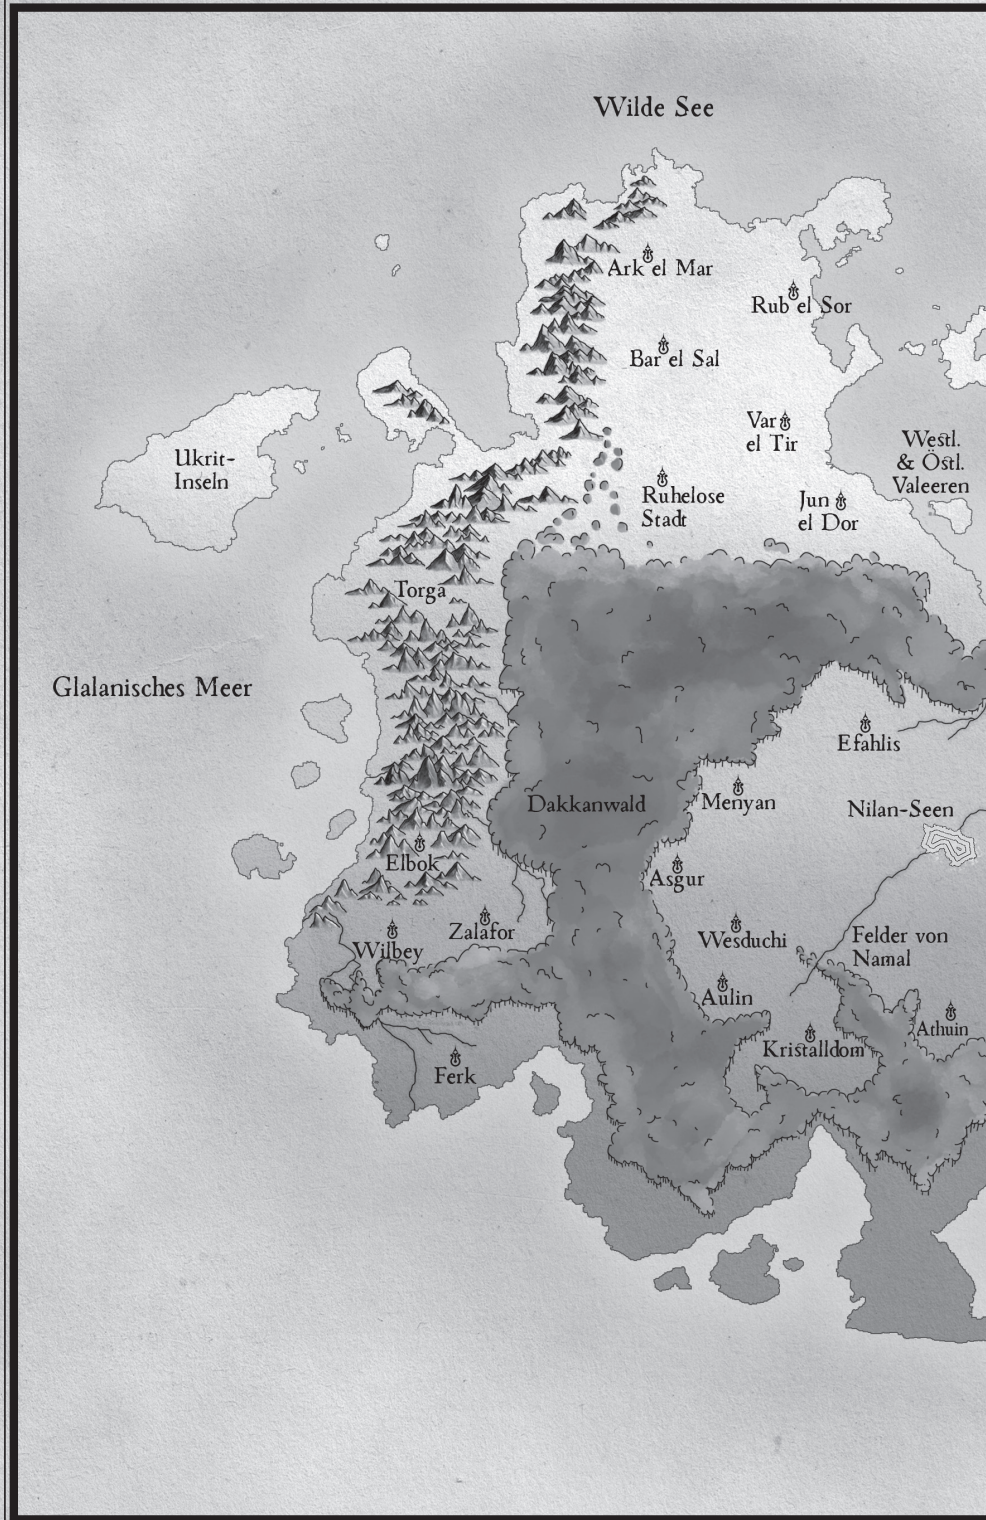 Wilde See
Ark el Mar
Rub el Sor
Bar el Sal
Var
el Tir
Westl.
& Östl.
Valeeren
Ukrit-
Inseln
Ruhelose
Stadt
Jun
el Dor
Torga
Glalanisches Meer
Efahlis
Dakkanwald
Menyan
Nilan-Seen
Elbok
Asgur
Zalafor
Wilbey
Wesduchi
Felder von
Namal
Aulin
Athuin
Kristalldom
Ferk